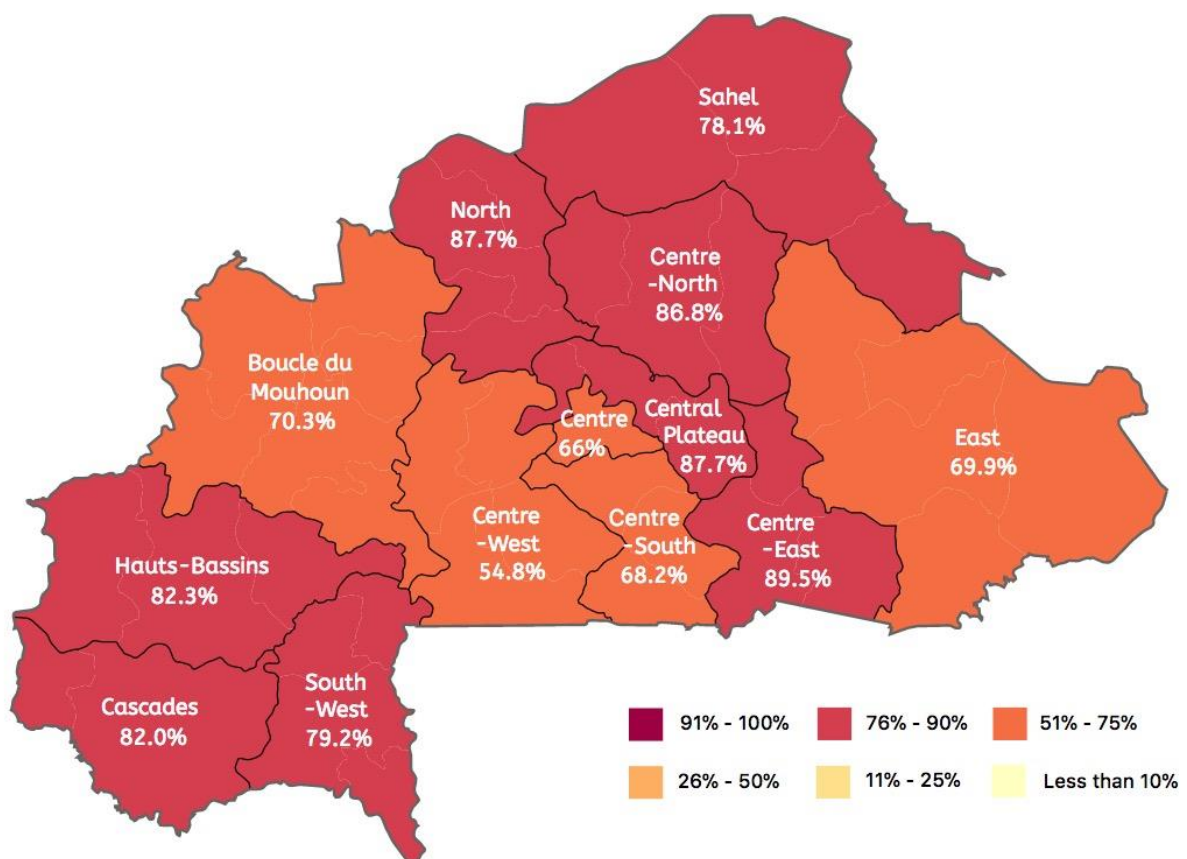 Sahel
78.1%
North
87.7%
Centre
-North
86.8%
Boucle du
Mouhoun
70.3%
Centre
66%
Central
Plateau
87.7%
East
69.9%
Centre
-West
54.8%
Centre
-South
68.2%
Centre
-East
89.5%
Hauts-Bassins
82.3%
Cascades
82.0%
South
-West
79.2%
91% - 100%
76% - 90%
51% - 75%
26% - 50%
11% - 25%
Less than 10%